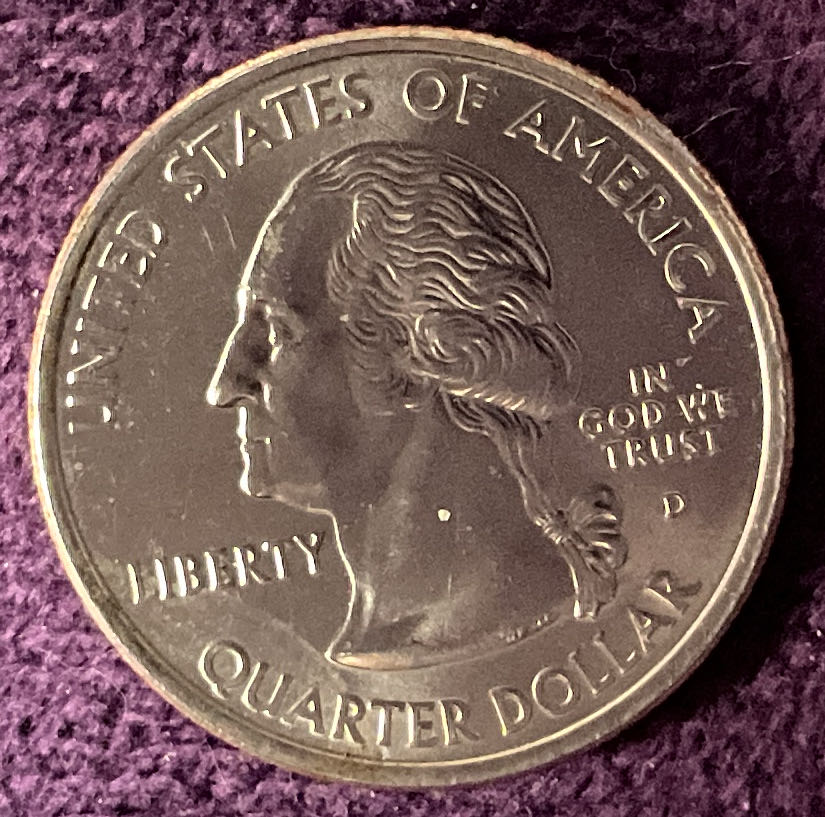 UNITED STATES OF AMERICA
LIBERTY
IN
GOD WE
TRUST
D
QUARTER DOLLAR